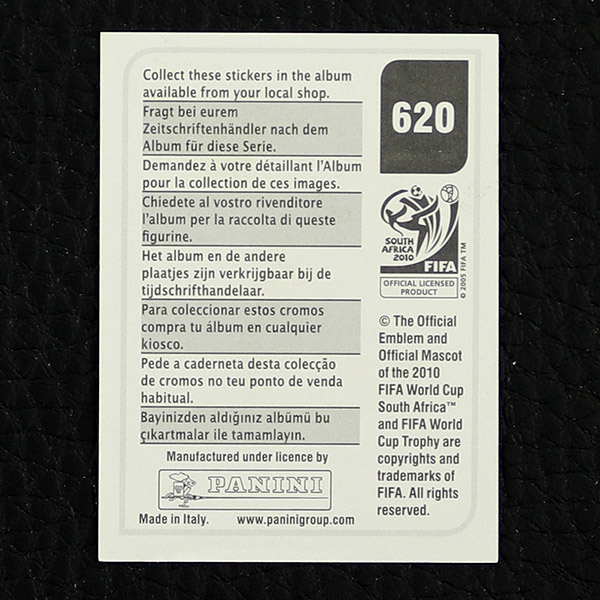 Collect these stickers in the album
available from your local shop.
Fragt bei eurem
Zeitschriftenhändler nach dem
Album für diese Serie.
Demandez à votre détaillant l'Album
pour la collection de ces images.
Chiedete al vostro rivenditore
l'album per la raccolta di queste
figurine.
Het album en de andere
plaatjes zijn verkrijgbaar bij de
tijdschrifthandelaar.
Para coleccionar estos cromos
compra tu álbum en cualquier
kiosco.
Pede a caderneta desta colecção
de cromos no teu ponto de venda
habitual.
Bayinizden aldığınız albümü bu
çıkartmalar ile tamamlayın.
Manufactured under licence by
PANINI
Made in Italy. www.paninigroup.com
620
SOUTH
AFRICA
2010
FIFA
OFFICIAL LICENSED
PRODUCT
© 2005 FIFA TM
© The Official
Emblem and
Official Mascot
of the 2010
FIFA World Cup
South Africa™
and FIFA World
Cup Trophy are
copyrights and
trademarks of
FIFA. All rights
reserved.